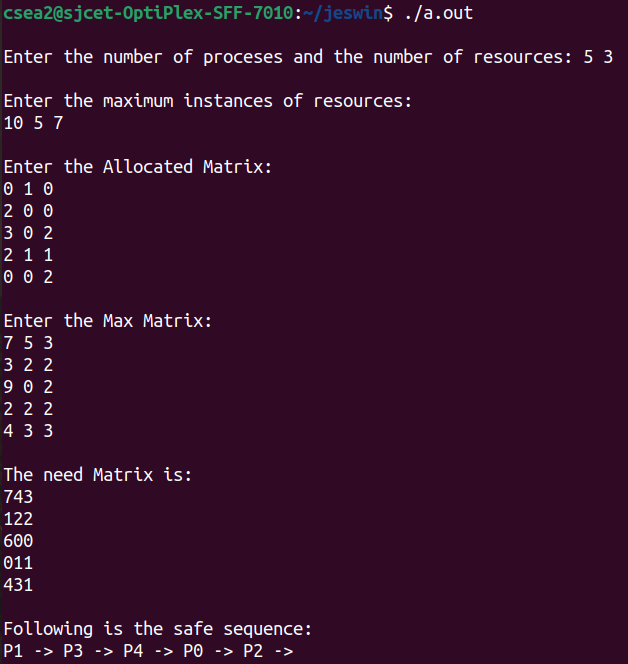 csea2@sjcet-OptiPlex-SFF-7010:~/jeswin$ ./a.out
Enter the number of proceses and the number of resources: 5 3
Enter the maximum instances of resources:
10 5 7
Enter the Allocated Matrix:
0 1 0
2 0 0
3 0 2
2 1 1
0 0 2
Enter the Max Matrix:
7 5 3
3 2 2
9 0 2
2 2 2
4 3 3
The need Matrix is:
743
122
600
011
431
Following is the safe sequence:
P1 -> P3 -> P4 -> P0 -> P2 ->